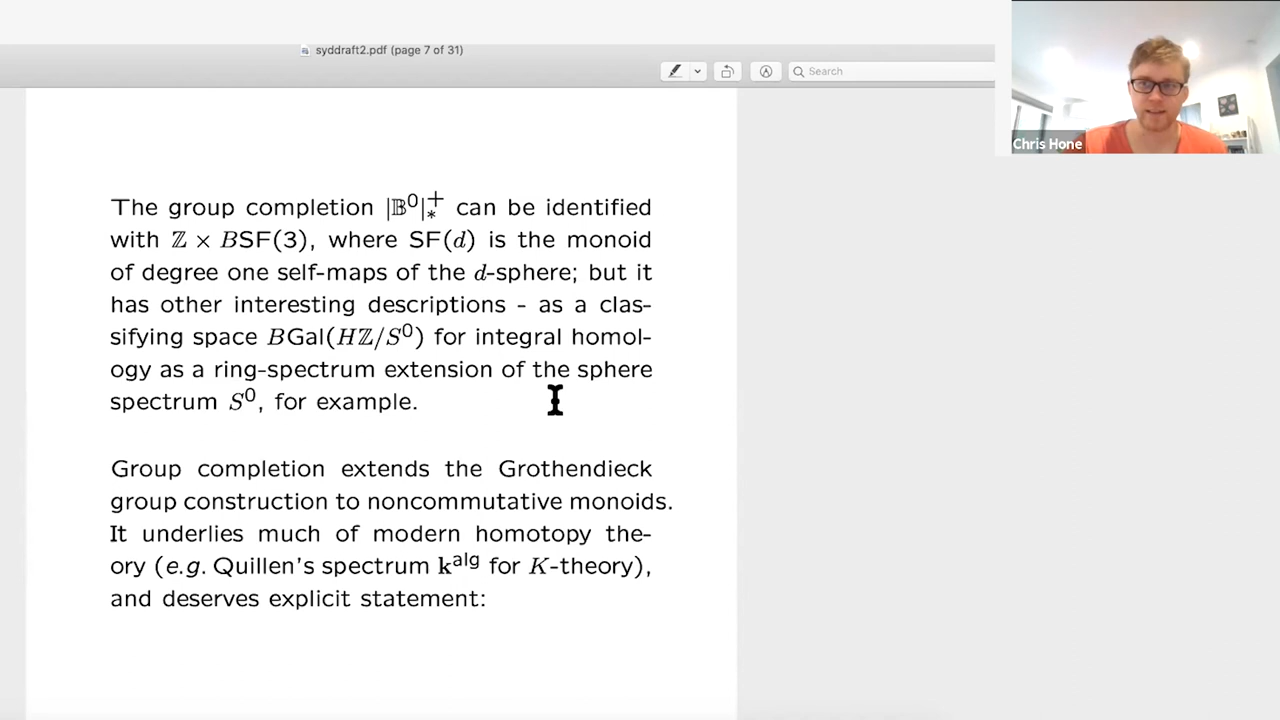 syddraft2.pdf (page 7 of 31)
Search
Chris Hone
The group completion |𝔹⁰|⁺∗ can be identified
with ℤ × BSF(3), where SF(d) is the monoid
of degree one self-maps of the d-sphere; but it
has other interesting descriptions - as a clas-
sifying space BGal(Hℤ/S⁰) for integral homol-
ogy as a ring-spectrum extension of the sphere
spectrum S⁰, for example.
Group completion extends the Grothendieck
group construction to noncommutative monoids.
It underlies much of modern homotopy the-
ory (e.g. Quillen's spectrum k^alg for K-theory),
and deserves explicit statement: